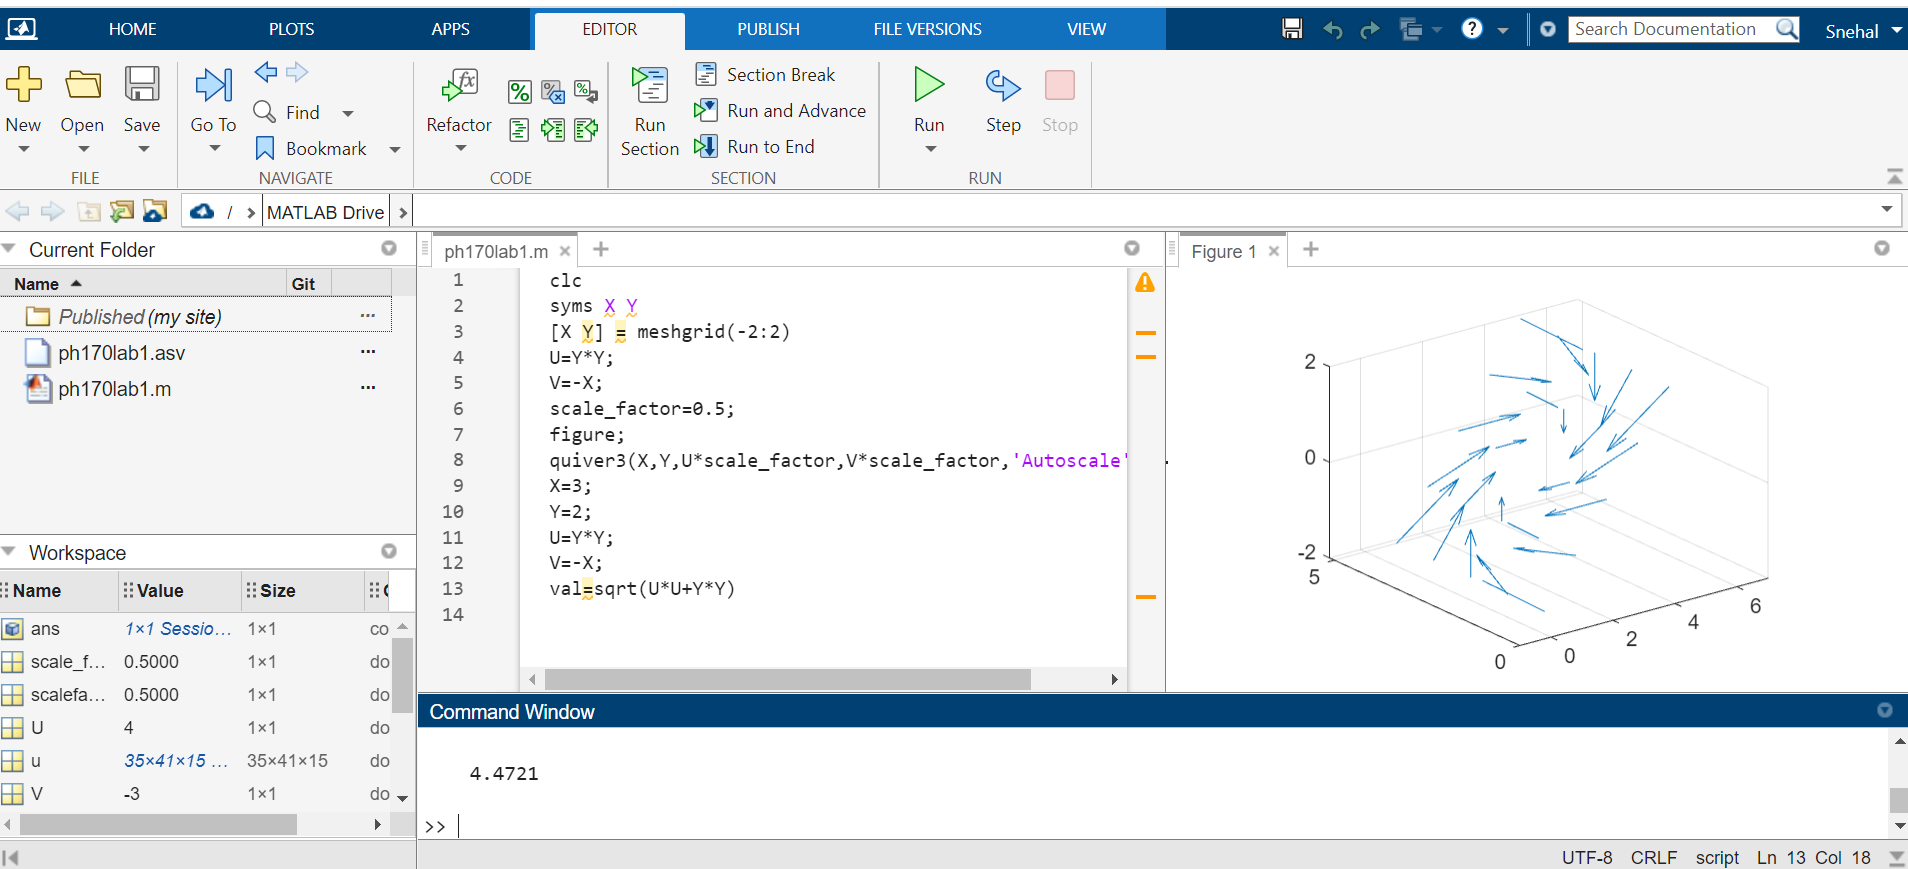 HOME PLOTS APPS EDITOR PUBLISH FILE VERSIONS VIEW Search Documentation Snehal
New Open Save Go To Find Bookmark Refactor Run Section Section Break Run and Advance Run to End Run Step Stop
FILE NAVIGATE CODE SECTION RUN
/ > MATLAB Drive >
Current Folder
Name Git
Published (my site) ...
ph170lab1.asv ...
ph170lab1.m ...
Workspace
Name Value Size
ans 1×1 Sessio... 1×1 co
scale_f... 0.5000 1×1 do
scalefa... 0.5000 1×1 do
U 4 1×1 do
u 35×41×15 ... 35×41×15 do
V -3 1×1 do
ph170lab1.m
1 clc
2 syms X Y
3 [X Y] = meshgrid(-2:2)
4 U=Y*Y;
5 V=-X;
6 scale_factor=0.5;
7 figure;
8 quiver3(X,Y,U*scale_factor,V*scale_factor,'Autoscale'
9 X=3;
10 Y=2;
11 U=Y*Y;
12 V=-X;
13 val=sqrt(U*U+Y*Y)
14
Figure 1
2
0
-2
5
0
0
2
4
6
Command Window
4.4721
>>
UTF-8 CRLF script Ln 13 Col 18